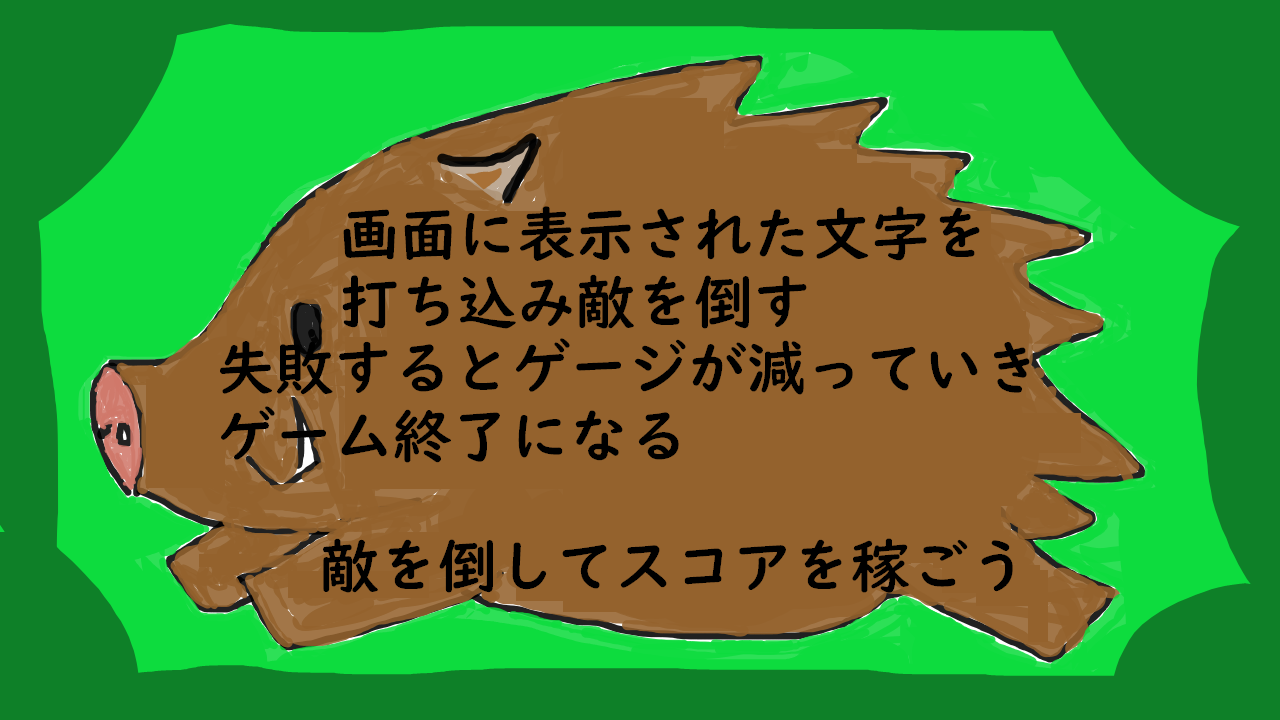 画面に表示された文字を
打ち込み敵を倒す
失敗するとゲージが減っていき
ゲーム終了になる
敵を倒してスコアを稼ごう